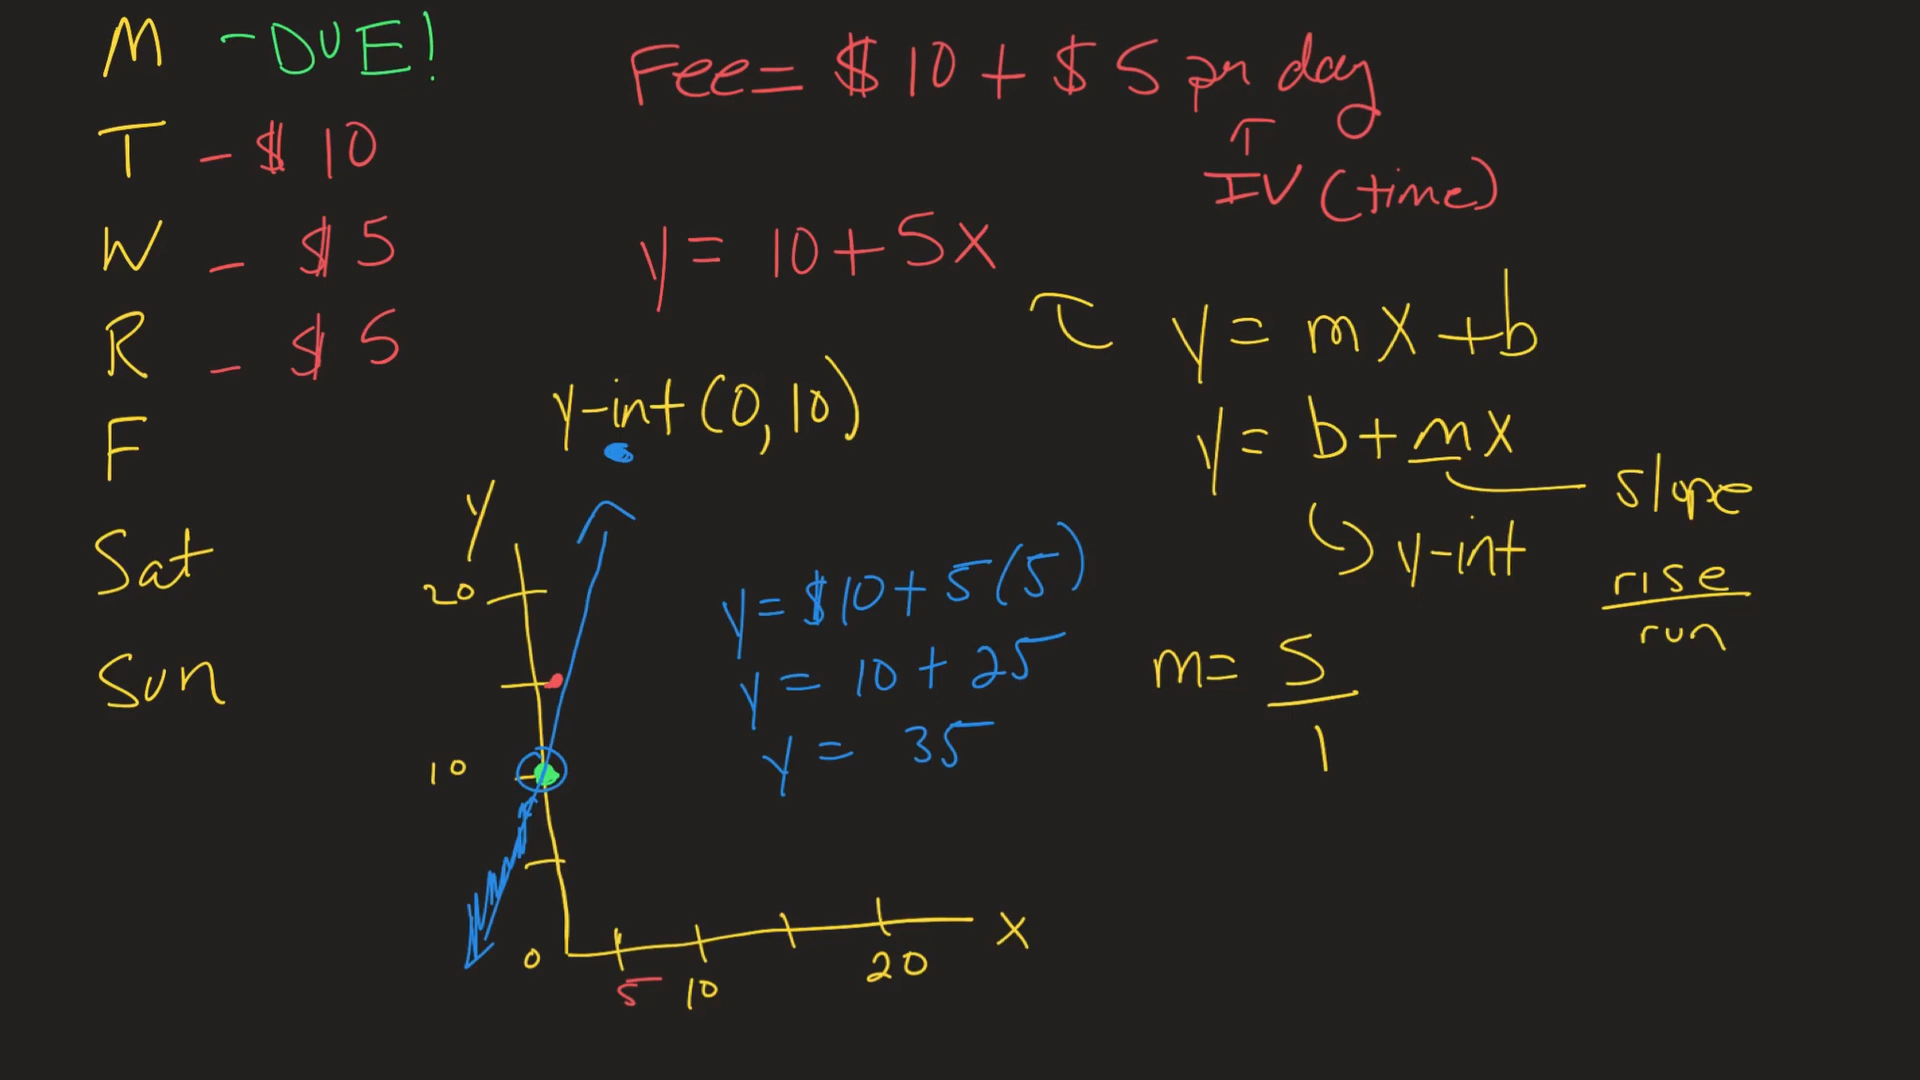 M - DUE!
T - $ 10
W - $ 5
R - $ 5
F
Sat
Sun
Fee = $ 10 + $ 5 per day
IV (time)
y = 10 + 5x
y = mx + b
y = b + mx
slope
y-int
rise
run
m = 5
1
y-int (0, 10)
y = $10 + 5(5)
y = 10 + 25
y = 35
y
20
10
0
5
10
20
x